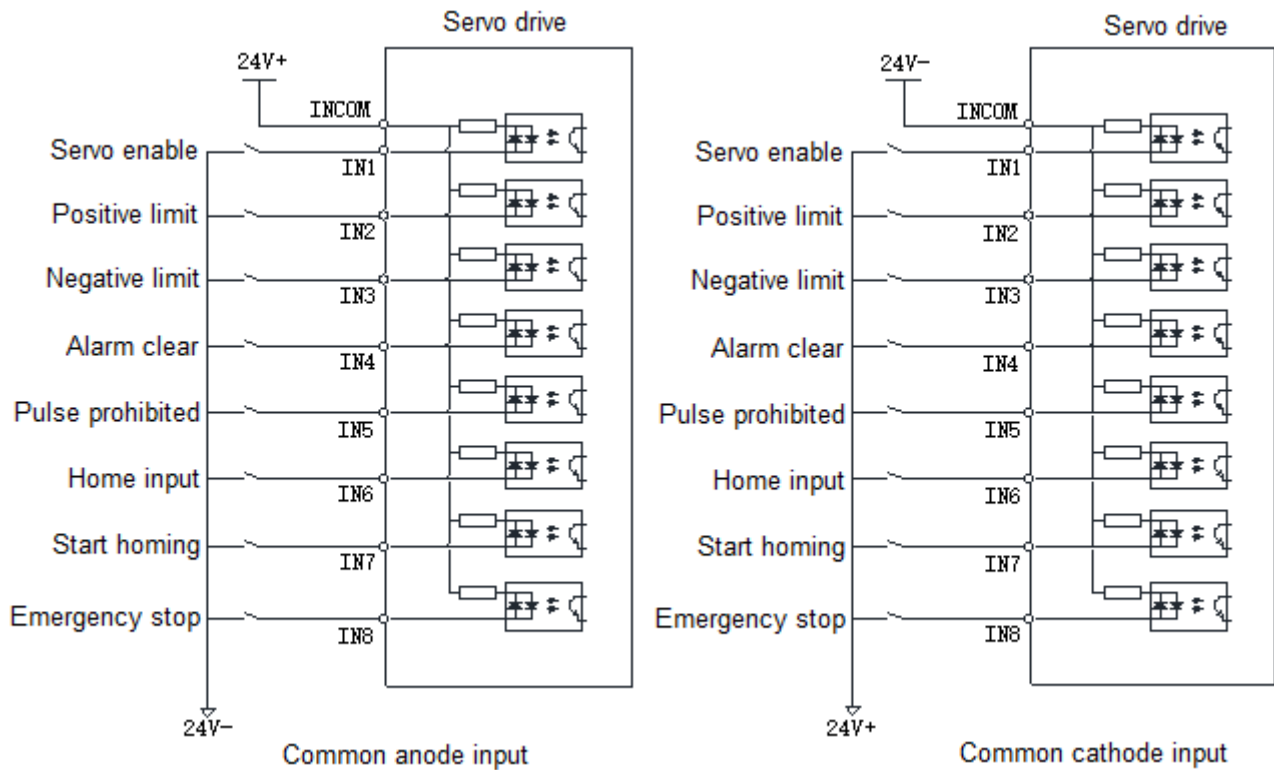 Servo drive
24V+
INCOM
Servo enable
IN1
Positive limit
IN2
Negative limit
IN3
Alarm clear
IN4
Pulse prohibited
IN5
Home input
IN6
Start homing
IN7
Emergency stop
IN8
24V-
Common anode input
Servo drive
24V-
INCOM
Servo enable
IN1
Positive limit
IN2
Negative limit
IN3
Alarm clear
IN4
Pulse prohibited
IN5
Home input
IN6
Start homing
IN7
Emergency stop
IN8
24V+
Common cathode input